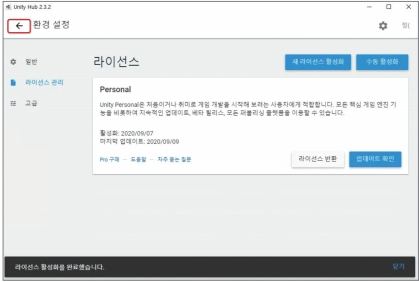 Unity Hub 2.3.2
환경 설정
일반
라이선스 관리
고급
라이선스
새 라이선스 활성화
수동 활성화
Personal
Unity Personal은 처음이거나 취미로 게임 개발을 시작해 보려는 사용자에게 적합합니다. 모든 핵심 게임 엔진 기
능을 비롯하여 지속적인 업데이트, 베타 릴리스, 모든 퍼블리싱 플랫폼을 이용할 수 있습니다.
활성화: 2020/09/07
마지막 업데이트: 2020/09/09
Pro 구매 – 도움말 – 자주 묻는 질문
라이선스 반환
업데이트 확인
라이선스 활성화를 완료했습니다.
닫기